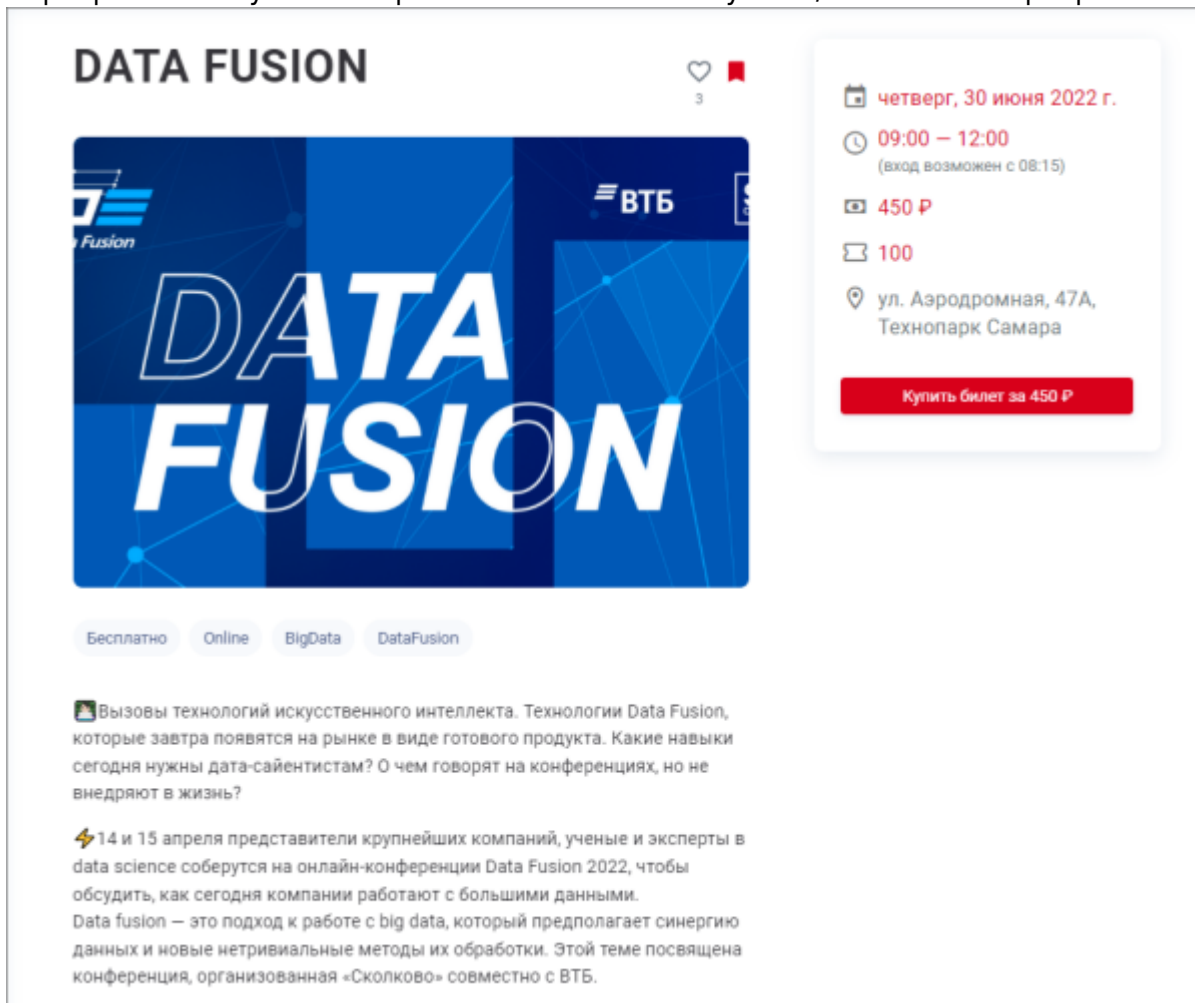 DATA FUSION
3
a Fusion
ВТБ
DATA
FUSION
Бесплатно Online BigData DataFusion
Вызовы технологий искусственного интеллекта. Технологии Data Fusion,
которые завтра появятся на рынке в виде готового продукта. Какие навыки
сегодня нужны дата-сайентистам? О чем говорят на конференциях, но не
внедряют в жизнь?
14 и 15 апреля представители крупнейших компаний, ученые и эксперты в
data science соберутся на онлайн-конференции Data Fusion 2022, чтобы
обсудить, как сегодня компании работают с большими данными.
Data fusion — это подход к работе с big data, который предполагает синергию
данных и новые нетривиальные методы их обработки. Этой теме посвящена
конференция, организованная «Сколково» совместно с ВТБ.
четверг, 30 июня 2022 г.
09:00 — 12:00
(вход возможен с 08:15)
450 ₽
100
ул. Аэродромная, 47А,
Технопарк Самара
Купить билет за 450 ₽